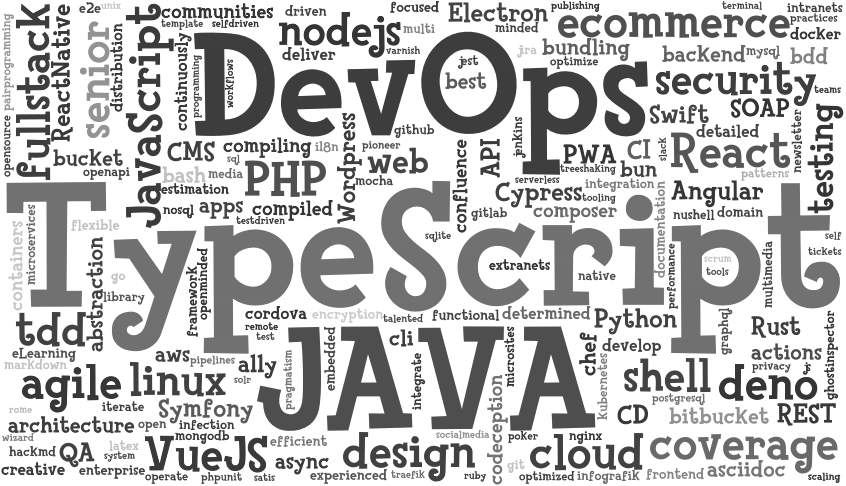 communities
driven
focused
Electron
publishing
terminal
intranets
e2e
unix
template
selfdriven
minded
ecommerce
practices
docker
opensource
pairprogramming
fullstack
ReactNative
senior
distribution
JavaScript
continuously
programming
workflows
nodejs
multi
deliver
varnish
DevOps
jest
best
jra
bundling
optimize
backend
mysql
bdd
security
teams
Swift
SOAP
detailed
newsletter
testing
github
jenkins
bucket
openapi
CMS
compiling
il8n
pioneer
sql
bash
media
PHP
Wordpress
web
mocha
confluence
API
PWA
CI
slack
React
treeshaking
serverless
bun
patterns
estimation
nosql
apps
compiled
testdriven
gitlab
Cypress
tooling
integration
composer
documentation
Angular
nushell
domain
TypeScript
containers
microservices
flexible
abstraction
go
library
framework
openminded
sqlite
extranets
native
performance
scrum
tools
multimedia
self
tickets
tdd
cordova
encryption
talented
functional
determined
Python
graphql
Rust
remote
test
eLearning
markdown
aws
pipelines
ally
solr
pragmatism
JAVA
embedded
cli
integrate
microsites
chef
kubernetes
develop
actions
privacy
js
ghostinspector
agile
linux
shell
postgresql
deno
rome
iterate
Symfony
CD
bitbucket
REST
architecture
open
infection
wizard
latex
mongodb
efficient
socialmedia
codeception
poker
nginx
hackmd
QA
system
VueJS
async
design
git
cloud
coverage
creative
enterprise
operate
phpunit
satis
experienced
traefik
ruby
optimized
infografik
frontend
asciidoc
scaling